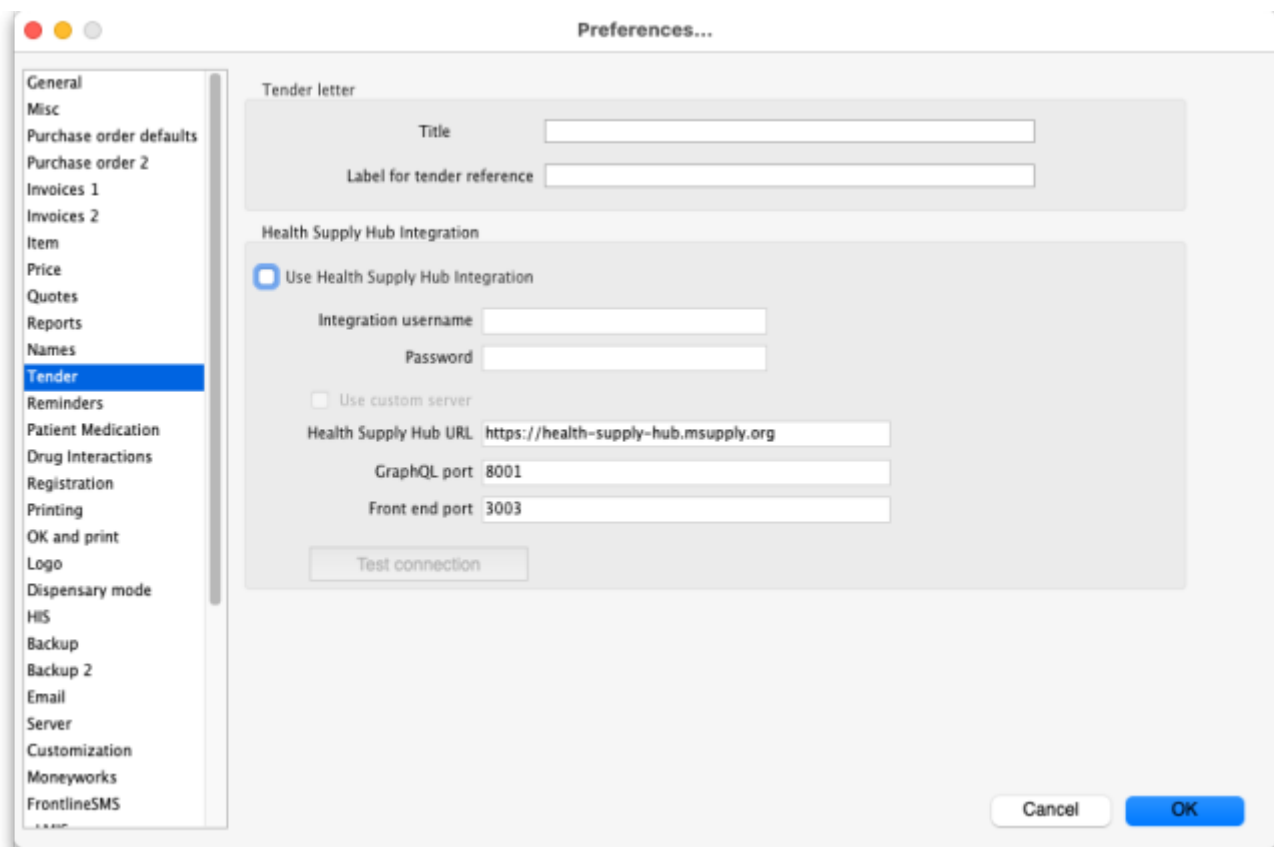 Preferences...
General
Misc
Purchase order defaults
Purchase order 2
Invoices 1
Invoices 2
Item
Price
Quotes
Reports
Names
Tender
Reminders
Patient Medication
Drug Interactions
Registration
Printing
OK and print
Logo
Dispensary mode
HIS
Backup
Backup 2
Email
Server
Customization
Moneyworks
FrontlineSMS
Tender letter
Title
Label for tender reference
Health Supply Hub Integration
Use Health Supply Hub Integration
Integration username
Password
Use custom server
Health Supply Hub URL https://health-supply-hub.msupply.org
GraphQL port 8001
Front end port 3003
Test connection
Cancel OK